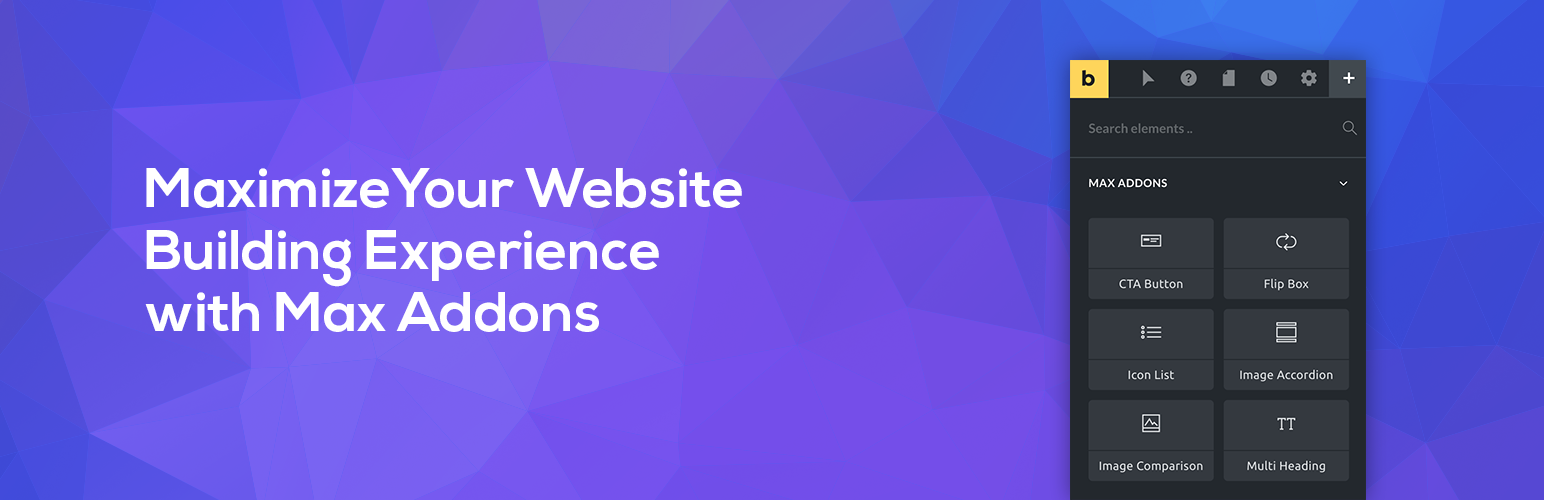 Maximize Your Website
Building Experience
with Max Addons
b
?
+
Search elements ..
MAX ADDONS
CTA Button
Flip Box
Icon List
Image Accordion
Image Comparison
TT
Multi Heading